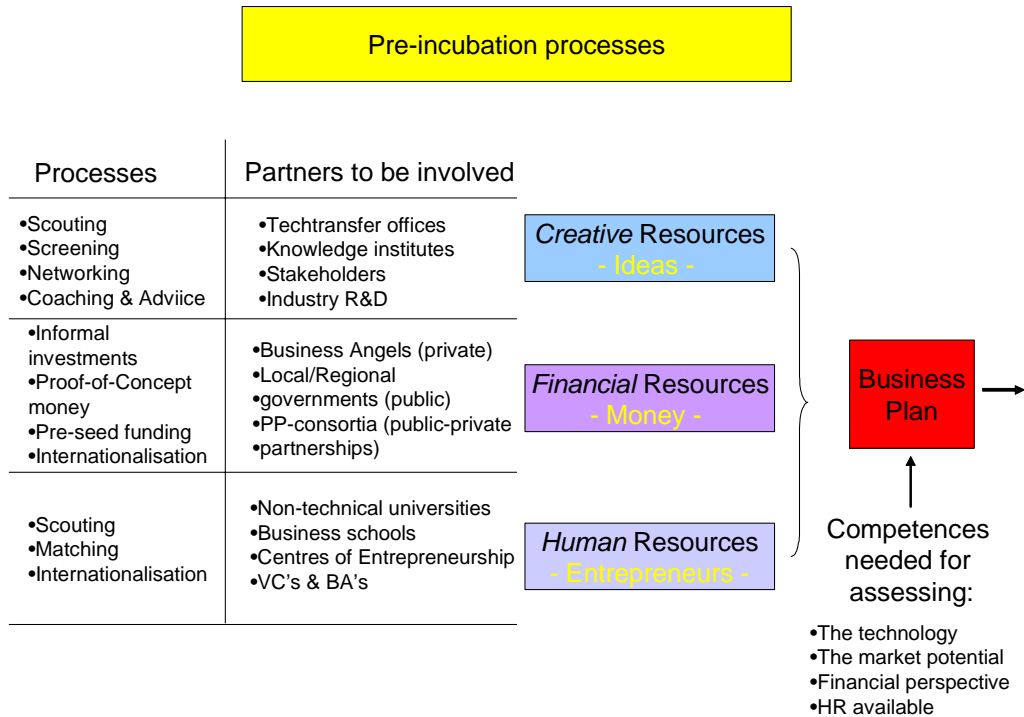 Pre-incubation processes
Processes
Partners to be involved
•Scouting
•Screening
•Networking
•Coaching & Adviice
•Techtransfer offices
•Knowledge institutes
•Stakeholders
•Industry R&D
Creative Resources
- Ideas -
•Informal
investments
•Proof-of-Concept
money
•Pre-seed funding
•Internationalisation
•Business Angels (private)
•Local/Regional
•governments (public)
•PP-consortia (public-private
•partnerships)
Financial Resources
- Money -
•Scouting
•Matching
•Internationalisation
•Non-technical universities
•Business schools
•Centres of Entrepreneurship
•VC's & BA's
Human Resources
- Entrepreneurs -
Business
Plan
Competences
needed for
assessing:
•The technology
•The market potential
•Financial perspective
•HR available